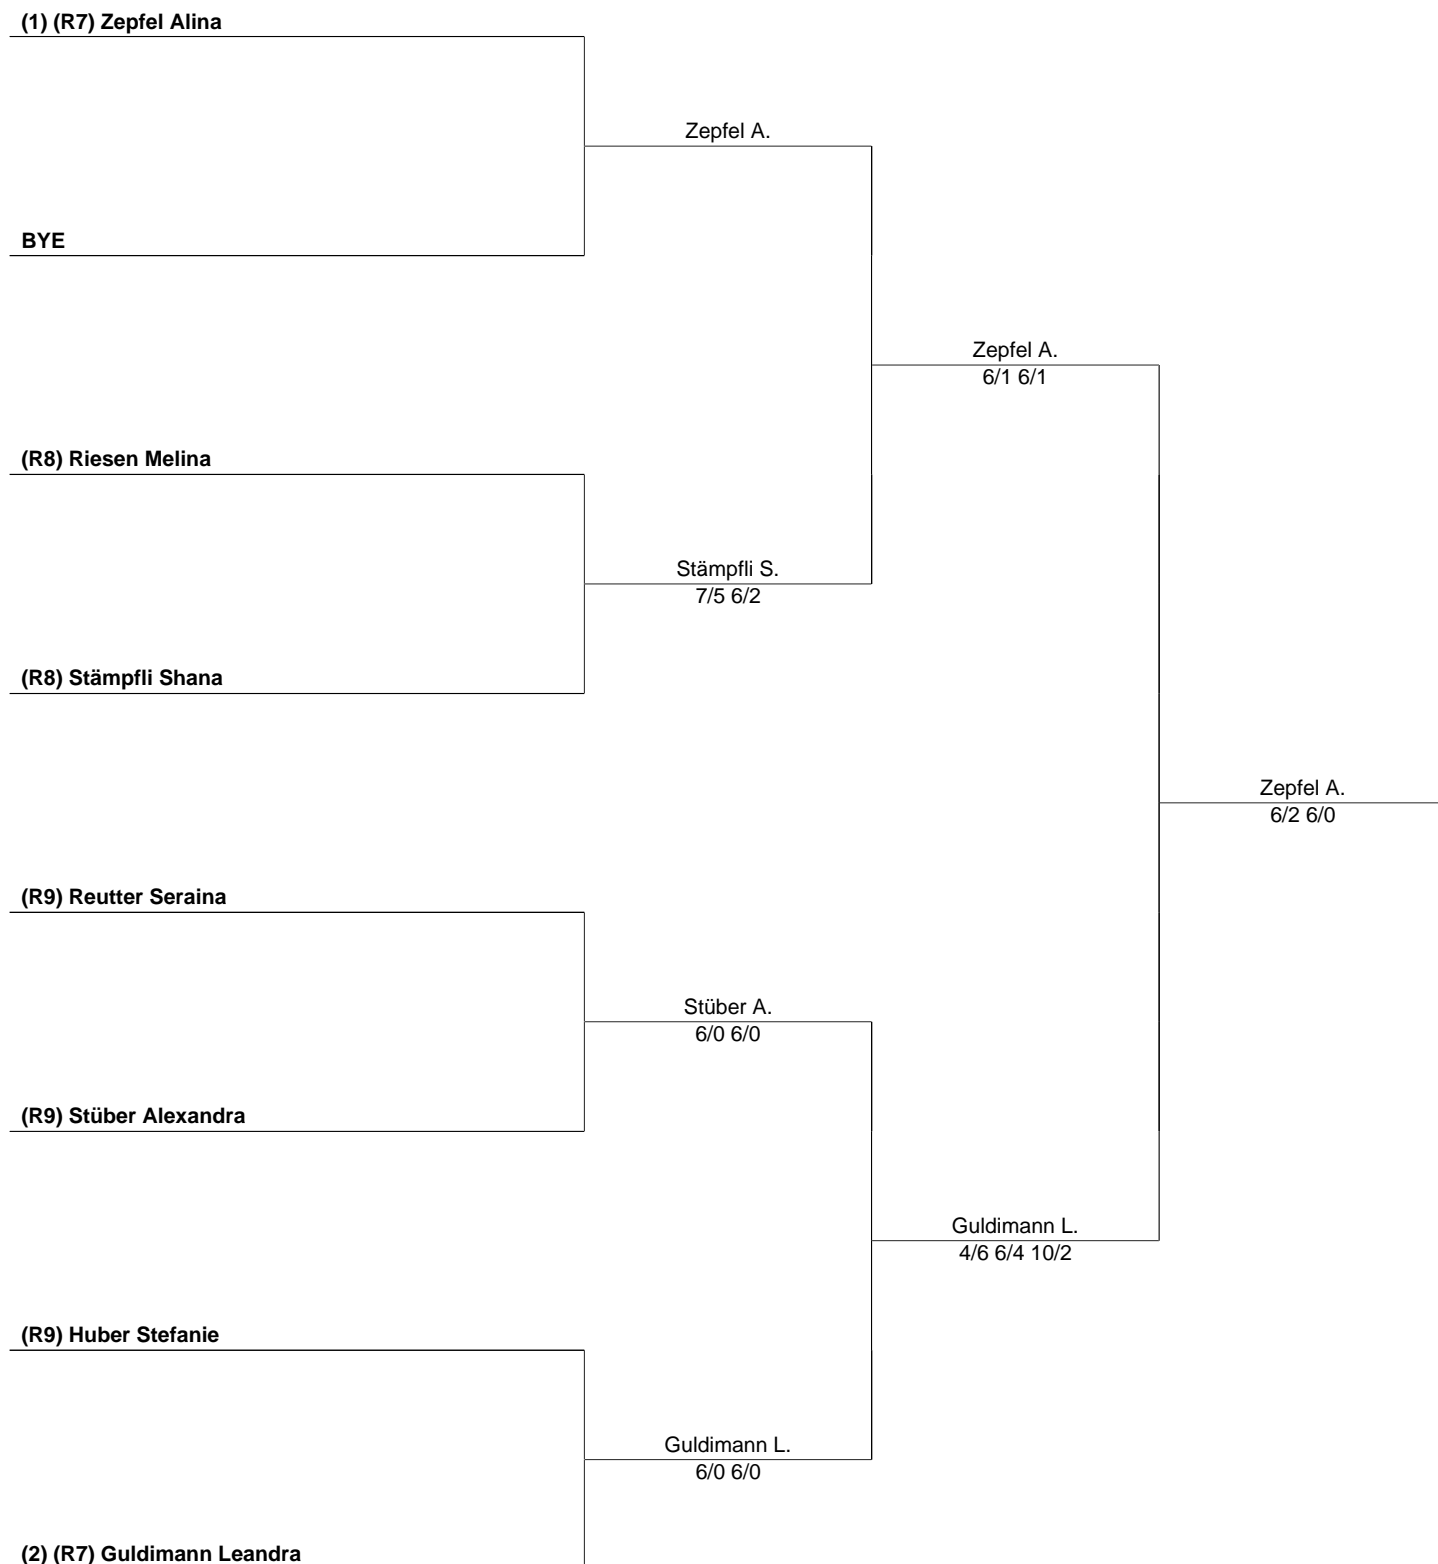 (1) (R7) Zepfel Alina
Zepfel A.
BYE
Zepfel A.
6/1 6/1
(R8) Riesen Melina
Stämpfli S.
7/5 6/2
(R8) Stämpfli Shana
Zepfel A.
6/2 6/0
(R9) Reutter Seraina
Stüber A.
6/0 6/0
(R9) Stüber Alexandra
Guldimann L.
4/6 6/4 10/2
(R9) Huber Stefanie
Guldimann L.
6/0 6/0
(2) (R7) Guldimann Leandra